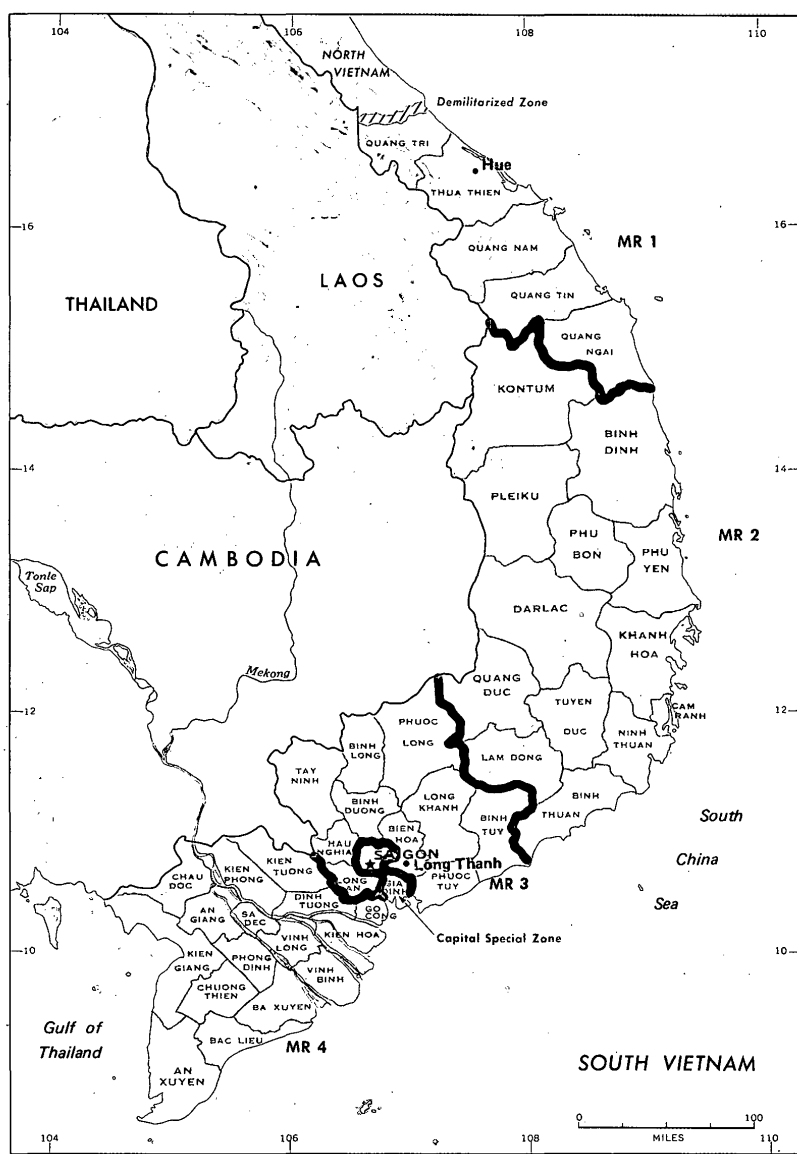 104
106
108
110
NORTH
VIETNAM
Demilitarized Zone
QUANG TRI
Hue
THUA THIEN
16
16
MR 1
QUANG NAM
LAOS
THAILAND
QUANG TIN
QUANG
NGAI
KONTUM
BINH
DINH
14
14
PLEIKU
MR 2
PHU
BON
PHU
YEN
CAMBODIA
Tonle
Sap
DARLAC
KHANH
HOA
Mekong
QUANG
DUC
12
12
CAM
RANH
TUYEN
DUC
PHUOC
LONG
NINH
THUAN
BINH
LONG
LAM DONG
TAY
NINH
BINH
THUAN
LONG
KHANH
BINH
DUONG
BINH
TUY
South
China
Sea
BIEN
HOA
HAU
NGHIA
SAIGON
Long Thanh
PHUOC
TUY
MR 3
KIEN
TUONG
KIEN
PHONG
CHAU
DOC
LONG
AN
GIA
DINH
DINH
TUONG
GO
CONG
AN
GIANG
SA
DEC
KIEN HOA
Capital Special Zone
VINH
LONG
10
10
KIEN
GIANG
PHONG
DINH
VINH
BINH
CHUONG
THIEN
BA XUYEN
Gulf of
Thailand
BAC LIEU
MR 4
AN
XUYEN
SOUTH VIETNAM
0
100
MILES
104
106
108
110